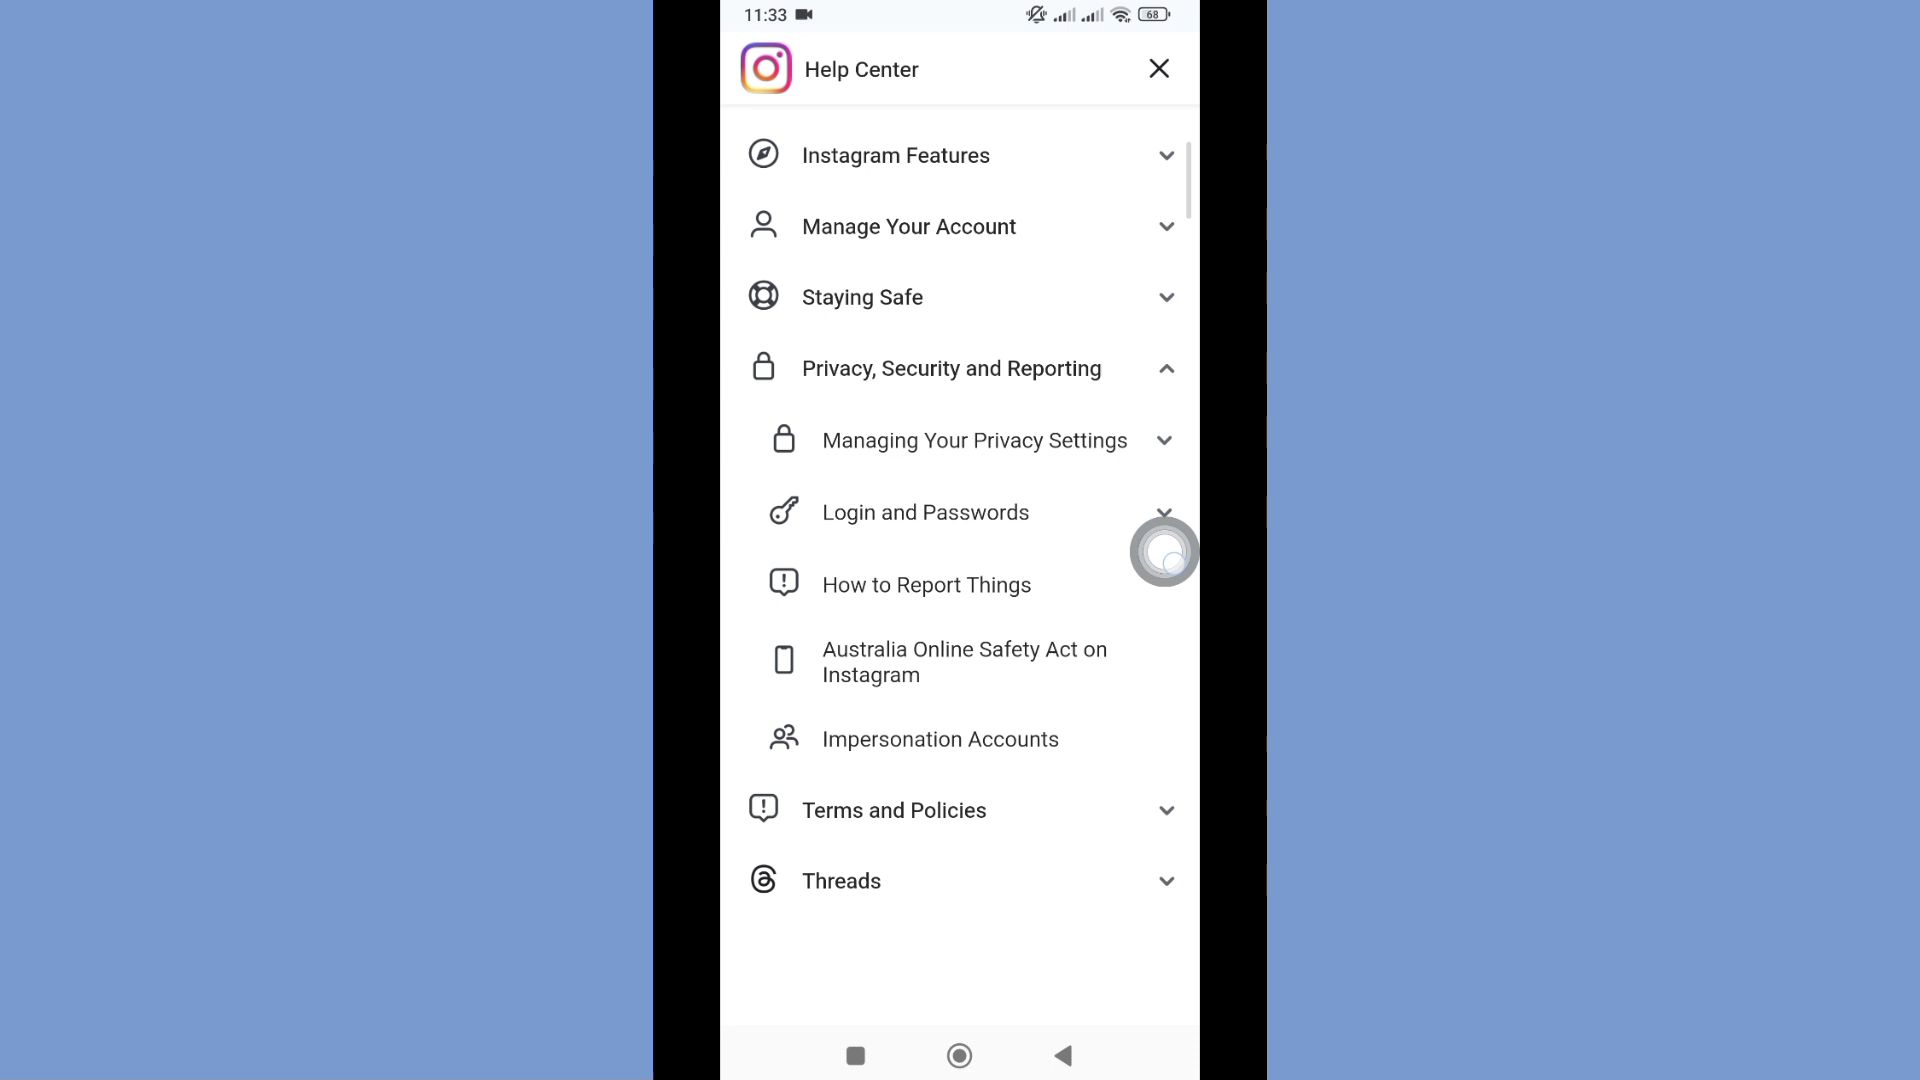 11:33
68
Help Center
Instagram Features
Manage Your Account
Staying Safe
Privacy, Security and Reporting
Managing Your Privacy Settings
Login and Passwords
How to Report Things
Australia Online Safety Act on
Instagram
Impersonation Accounts
Terms and Policies
Threads